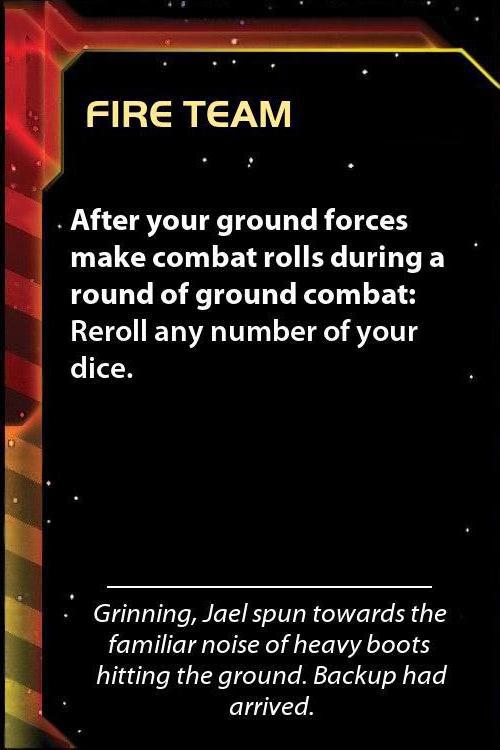 FIRE TEAM
After your ground forces
make combat rolls during a
round of ground combat:
Reroll any number of your
dice.
Grinning, Jael spun towards the
familiar noise of heavy boots
hitting the ground. Backup had
arrived.